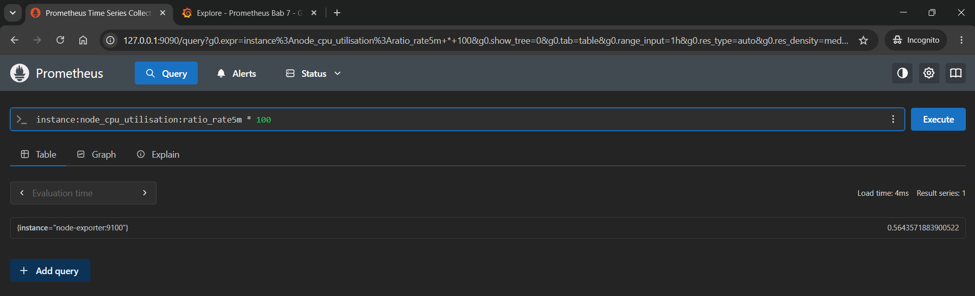 Prometheus Time Series Collect
Explore - Prometheus Bab 7 - G
127.0.0.1:9090/query?g0.expr=instance%3Anode_cpu_utilisation%3Aratio_rate5m+*+100&g0.show_tree=0&g0.tab=table&g0.range_input=1h&g0.res_type=auto&g0.res_density=med...
Incognito
Prometheus
Query
Alerts
Status
>_ instance:node_cpu_utilisation:ratio_rate5m * 100
Execute
Table
Graph
Explain
Evaluation time
Load time: 4ms Result series: 1
{instance="node-exporter:9100"}
0.5643571883900522
+ Add query